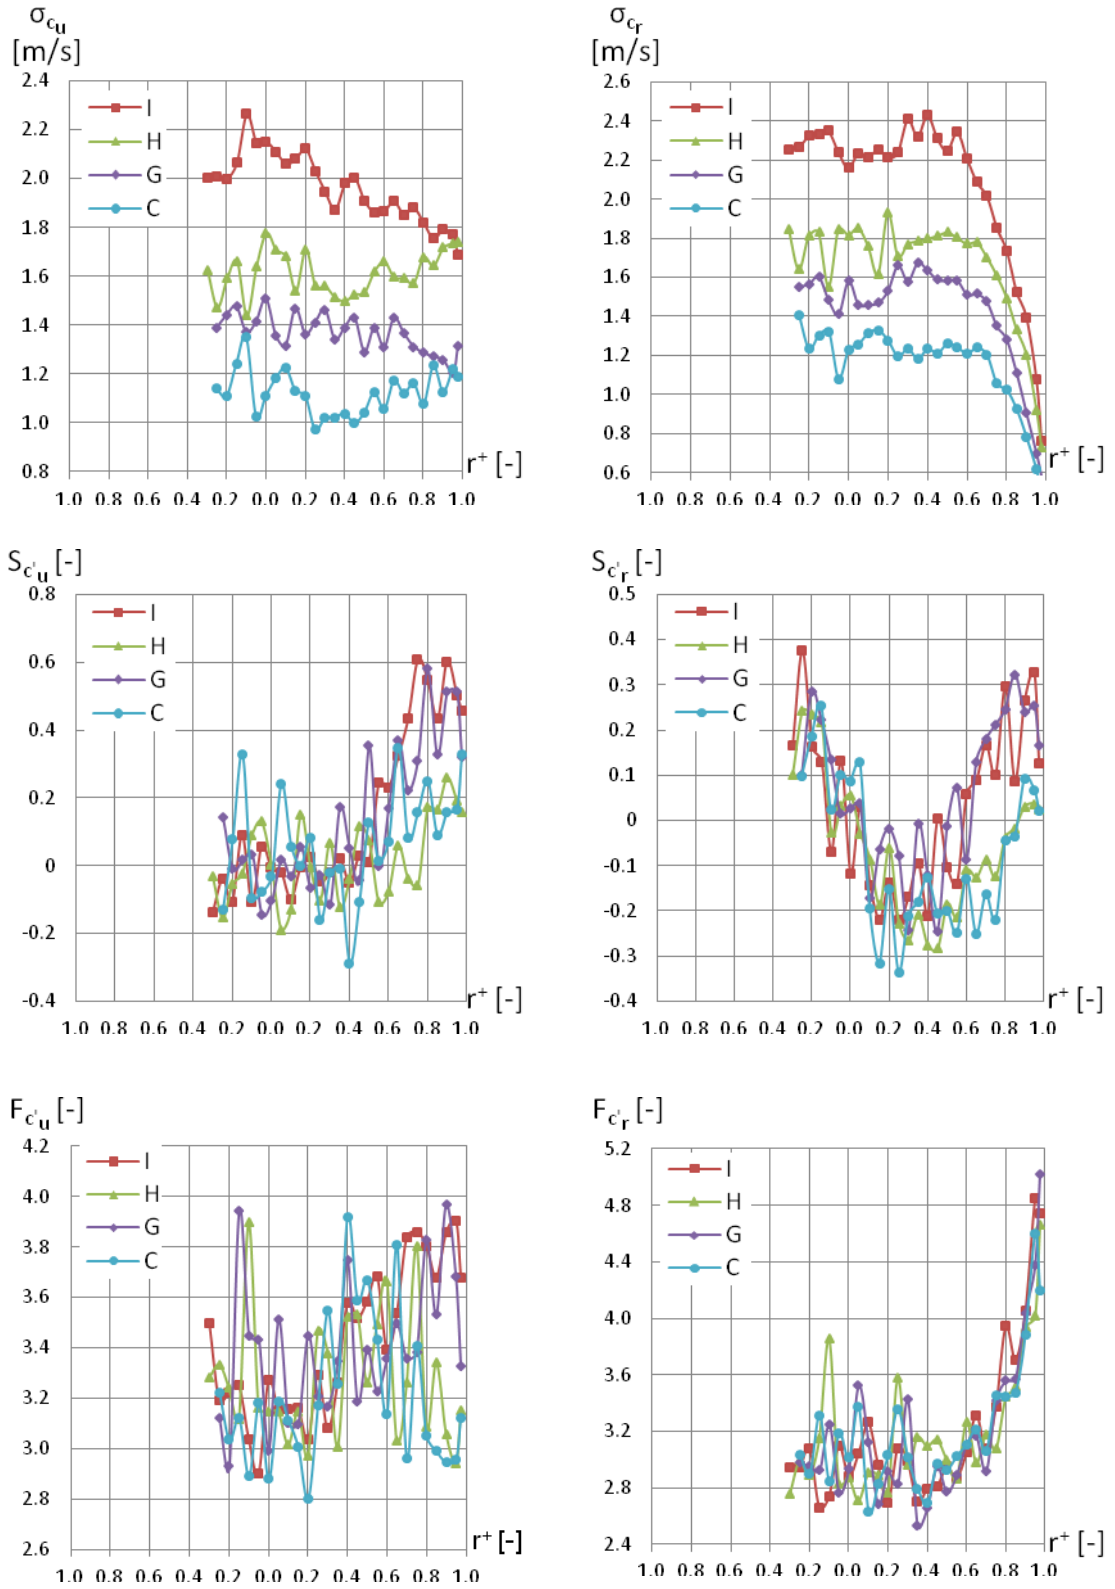 σcu
[m/s]
2.4
2.2
2.0
1.8
1.6
1.4
1.2
1.0
0.8
I
H
G
C
r+ [-]
1.0 0.8 0.6 0.4 0.2 0.0 0.2 0.4 0.6 0.8 1.0
σcr
[m/s]
2.6
2.4
2.2
2.0
1.8
1.6
1.4
1.2
1.0
0.8
0.6
I
H
G
C
r+ [-]
1.0 0.8 0.6 0.4 0.2 0.0 0.2 0.4 0.6 0.8 1.0
Sc'u [-]
0.8
0.6
0.4
0.2
0
-0.2
-0.4
I
H
G
C
r+ [-]
1.0 0.8 0.6 0.4 0.2 0.0 0.2 0.4 0.6 0.8 1.0
Sc'r [-]
0.5
0.4
0.3
0.2
0.1
0
-0.1
-0.2
-0.3
-0.4
I
H
G
C
r+ [-]
1.0 0.8 0.6 0.4 0.2 0.0 0.2 0.4 0.6 0.8 1.0
Fc'u [-]
4.2
4.0
3.8
3.6
3.4
3.2
3.0
2.8
2.6
I
H
G
C
r+ [-]
1.0 0.8 0.6 0.4 0.2 0.0 0.2 0.4 0.6 0.8 1.0
Fc'r [-]
5.2
4.8
4.4
4.0
3.6
3.2
2.8
2.4
I
H
G
C
r+ [-]
1.0 0.8 0.6 0.4 0.2 0.0 0.2 0.4 0.6 0.8 1.0